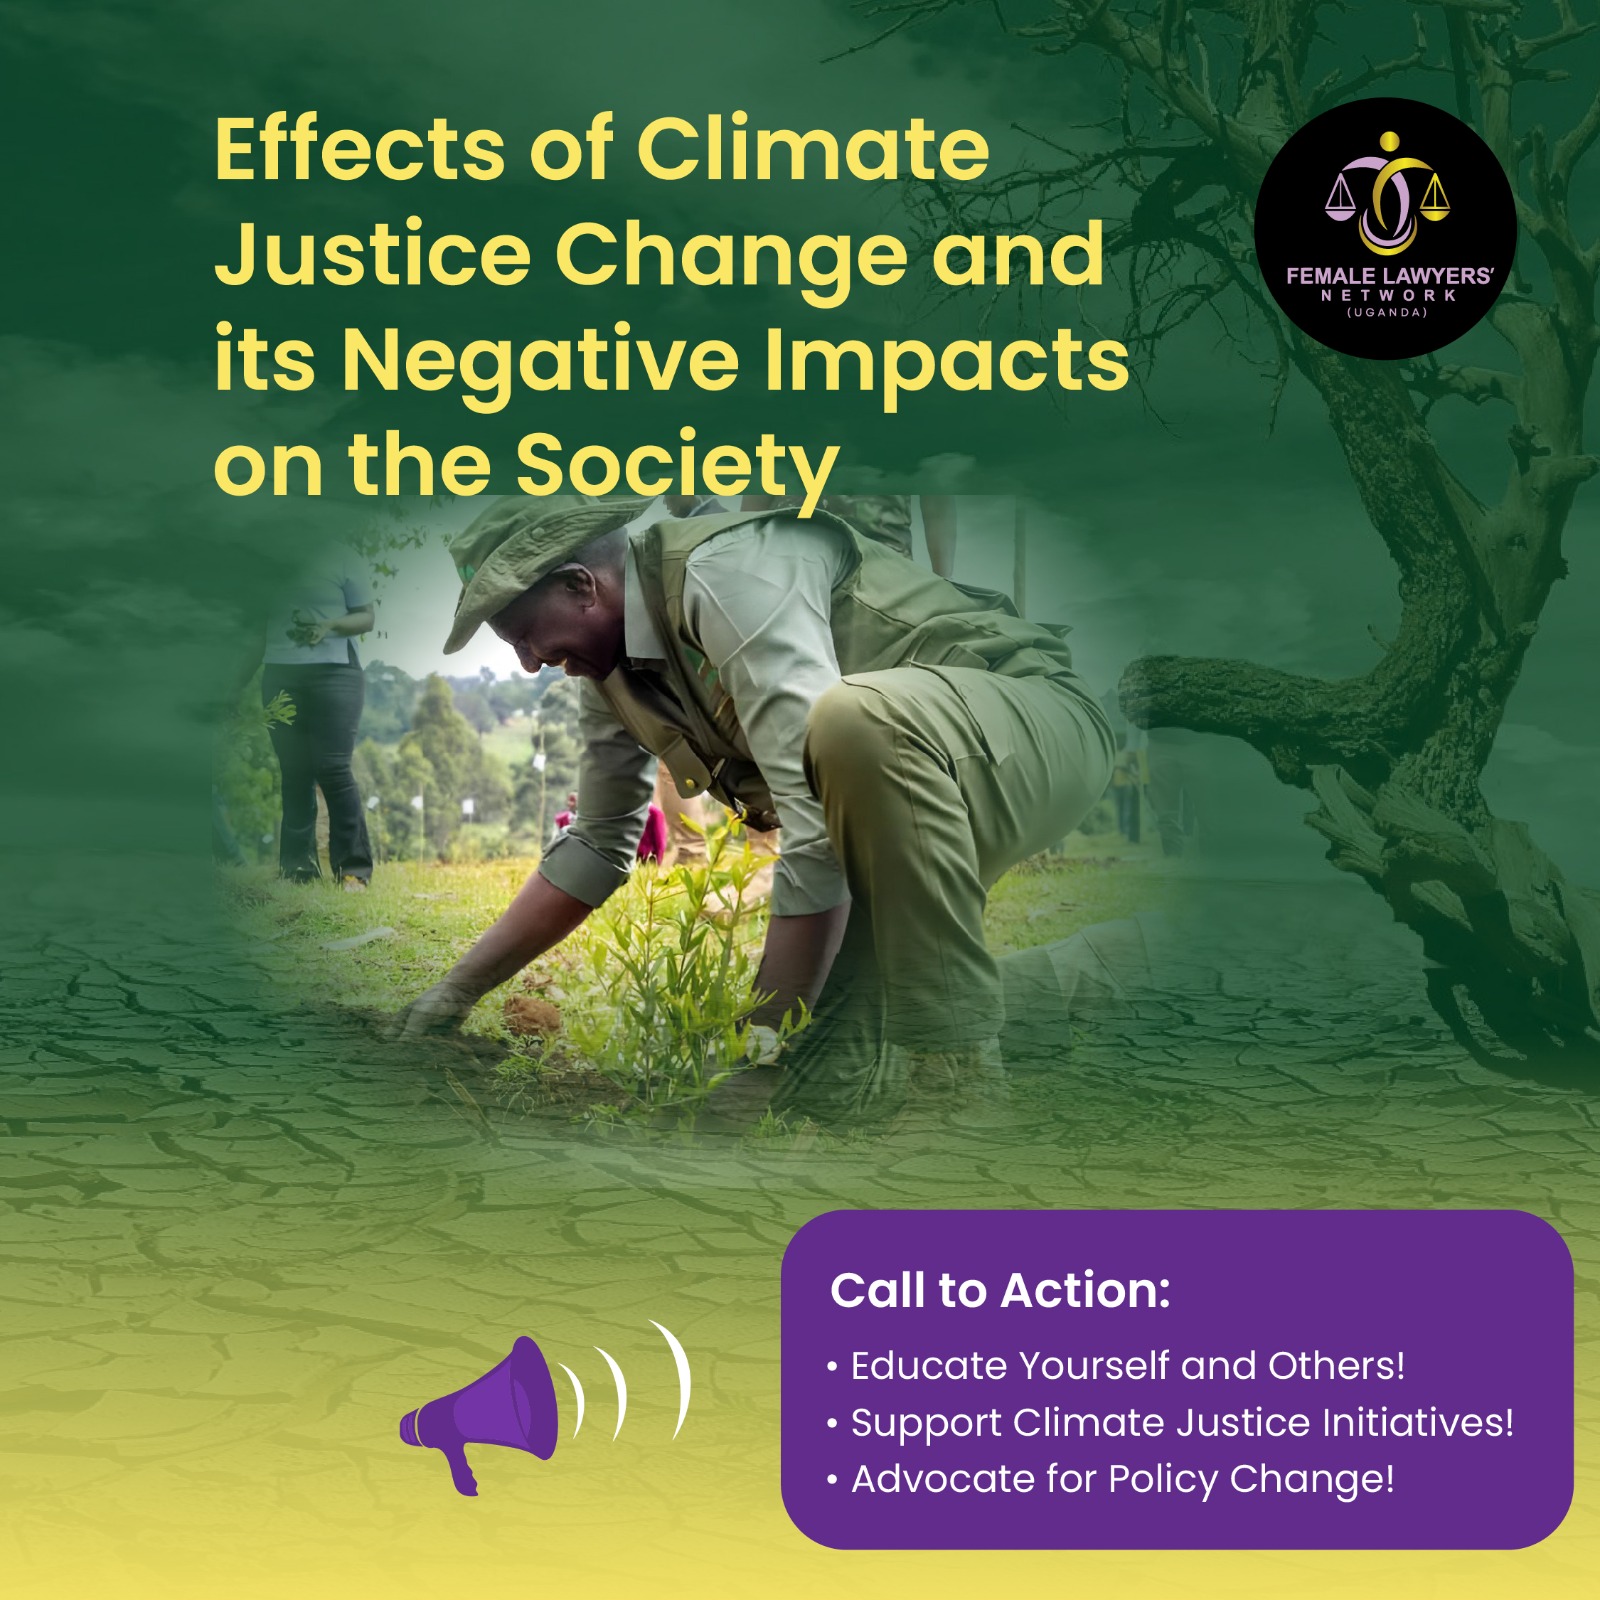 Effects of Climate
Justice Change and
its Negative Impacts
on the Society
FEMALE LAWYERS'
NETWORK
(UGANDA)
Call to Action:
• Educate Yourself and Others!
• Support Climate Justice Initiatives!
• Advocate for Policy Change!